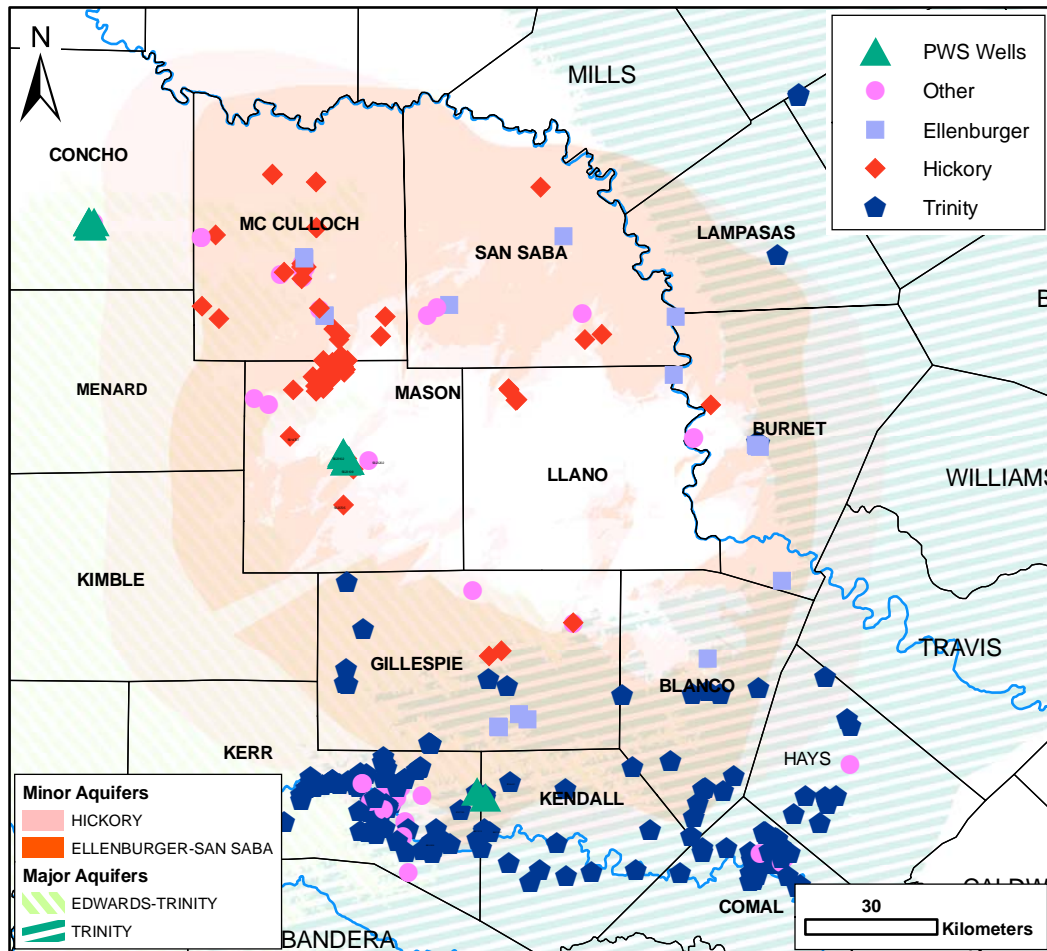 N
MILLS
PWS Wells
Other
Ellenburger
Hickory
Trinity
CONCHO
MC CULLOCH
SAN SABA
LAMPASAS
B
MENARD
MASON
BURNET
LLANO
WILLIAMS
KIMBLE
TRAVIS
GILLESPIE
BLANCO
KERR
HAYS
KENDALL
Minor Aquifers
HICKORY
ELLENBURGER-SAN SABA
Major Aquifers
EDWARDS-TRINITY
TRINITY
CALDW
30
Kilometers
COMAL
BANDERA